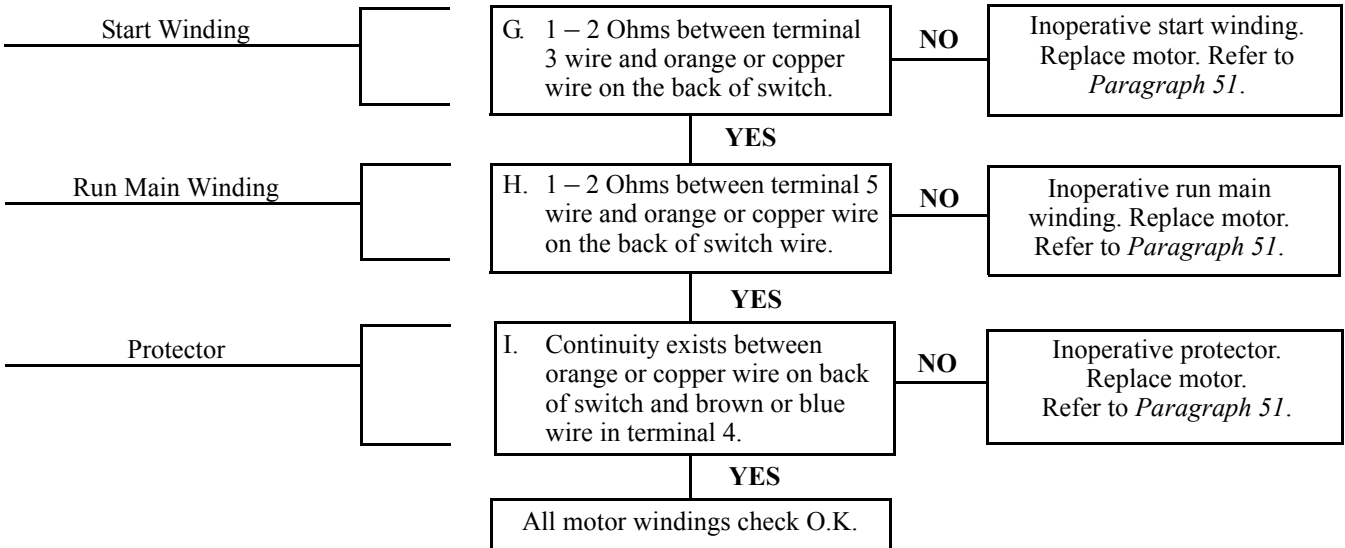 Start Winding
G. 1 – 2 Ohms between terminal
3 wire and orange or copper
wire on the back of switch.
NO
Inoperative start winding.
Replace motor. Refer to
Paragraph 51.
YES
Run Main Winding
H. 1 – 2 Ohms between terminal 5
wire and orange or copper wire
on the back of switch wire.
NO
Inoperative run main
winding. Replace motor.
Refer to Paragraph 51.
YES
Protector
I. Continuity exists between
orange or copper wire on back
of switch and brown or blue
wire in terminal 4.
NO
Inoperative protector.
Replace motor.
Refer to Paragraph 51.
YES
All motor windings check O.K.